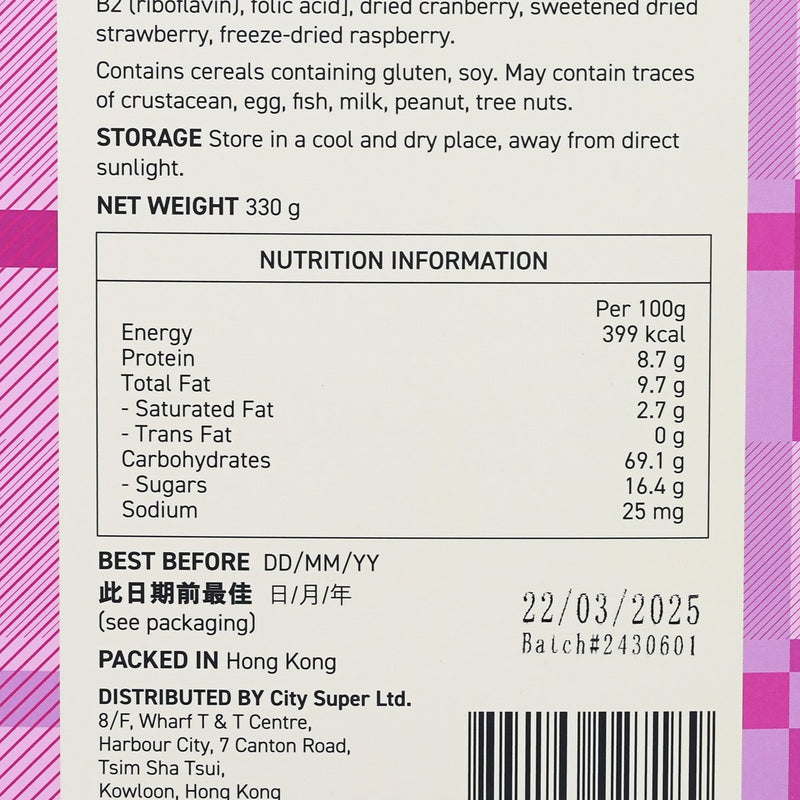 B2 (riboflavin), folic acid], dried cranberry, sweetened dried
strawberry, freeze-dried raspberry.
Contains cereals containing gluten, soy. May contain traces
of crustacean, egg, fish, milk, peanut, tree nuts.
STORAGE Store in a cool and dry place, away from direct
sunlight.
NET WEIGHT 330 g
NUTRITION INFORMATION
Per 100g
Energy 399 kcal
Protein 8.7 g
Total Fat 9.7 g
- Saturated Fat 2.7 g
- Trans Fat 0 g
Carbohydrates 69.1 g
- Sugars 16.4 g
Sodium 25 mg
BEST BEFORE DD/MM/YY
此日期前最佳 日/月/年
(see packaging)
22/03/2025
Batch#2430601
PACKED IN Hong Kong
DISTRIBUTED BY City Super Ltd.
8/F, Wharf T & T Centre,
Harbour City, 7 Canton Road,
Tsim Sha Tsui,
Kowloon, Hong Kong